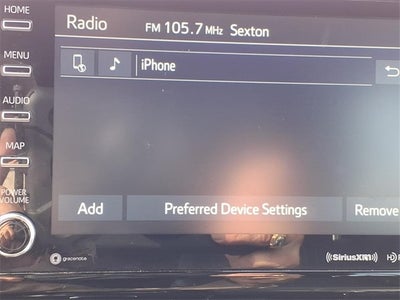 HOME
Radio FM 105.7 MHz Sexton
MENU
iPhone
AUDIO
MAP
POWER
VOLUME
Add Preferred Device Settings Remove
gracenote
((SiriusXM))